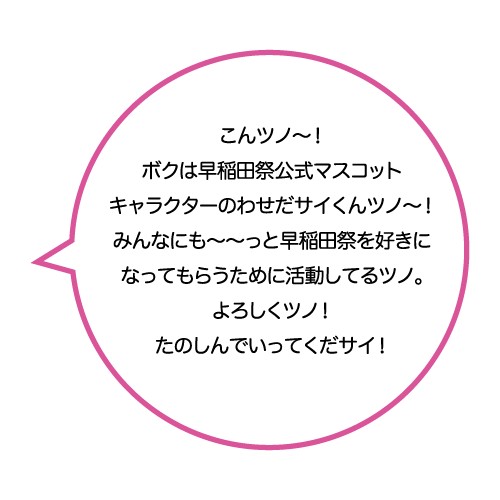 こんツノ～！
ボクは早稲田祭公式マスコット
キャラクターのわせだサイくんツノ～！
みんなにも～～っと早稲田祭を好きに
なってもらうために活動してるツノ。
よろしくツノ！
たのしんでいってくだサイ！